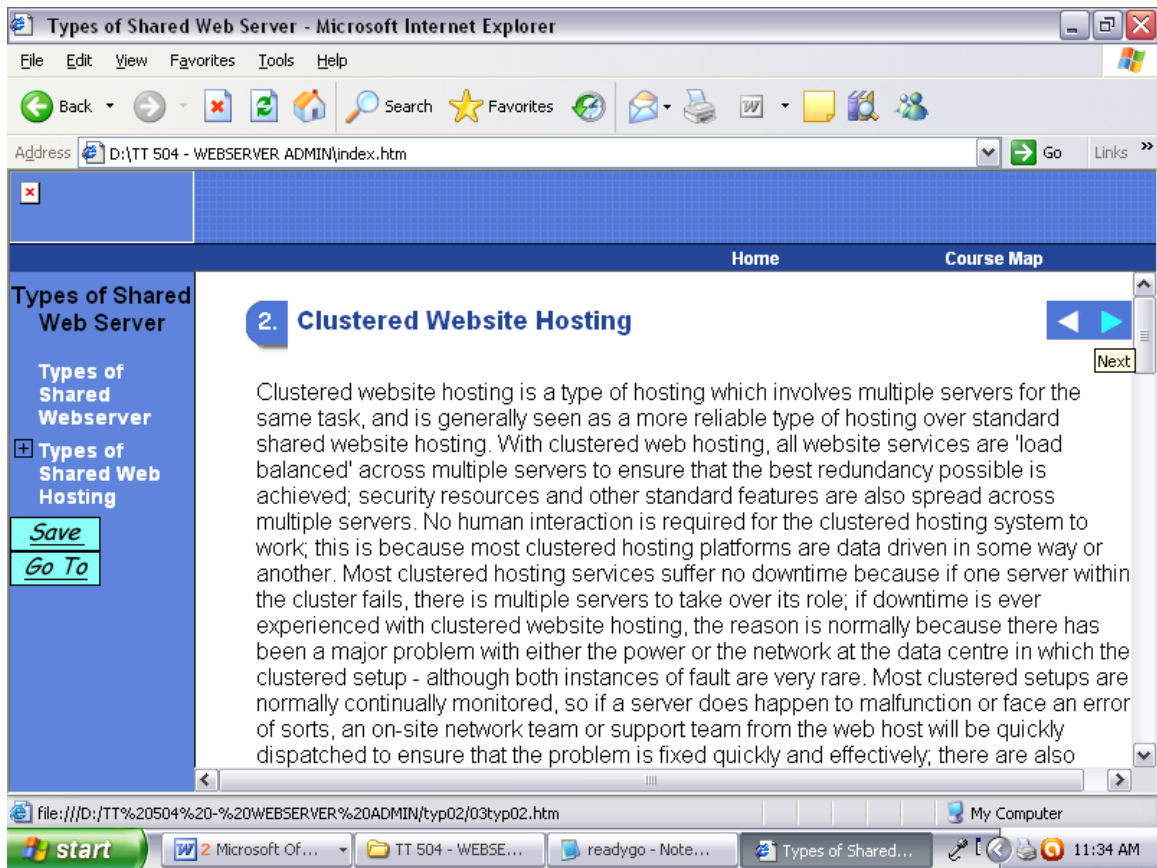 Types of Shared Web Server - Microsoft Internet Explorer
File Edit View Favorites Tools Help
Back Search Favorites
Address D:\TT 504 - WEBSERVER ADMIN\index.htm Go Links »
Home Course Map
Types of Shared
Web Server
Types of
Shared
Webserver
Types of
Shared Web
Hosting
Save
Go To
2. Clustered Website Hosting
Next
Clustered website hosting is a type of hosting which involves multiple servers for the
same task, and is generally seen as a more reliable type of hosting over standard
shared website hosting. With clustered web hosting, all website services are 'load
balanced' across multiple servers to ensure that the best redundancy possible is
achieved; security resources and other standard features are also spread across
multiple servers. No human interaction is required for the clustered hosting system to
work; this is because most clustered hosting platforms are data driven in some way or
another. Most clustered hosting services suffer no downtime because if one server within
the cluster fails, there is multiple servers to take over its role; if downtime is ever
experienced with clustered website hosting, the reason is normally because there has
been a major problem with either the power or the network at the data centre in which the
clustered setup - although both instances of fault are very rare. Most clustered setups are
normally continually monitored, so if a server does happen to malfunction or face an error
of sorts, an on-site network team or support team from the web host will be quickly
dispatched to ensure that the problem is fixed quickly and effectively; there are also
file:///D:/TT%20504%20-%20WEBSERVER%20ADMIN/typ02/03typ02.htm My Computer
start 2 Microsoft Of... TT 504 - WEBSE... readygo - Note... Types of Shared... 11:34 AM